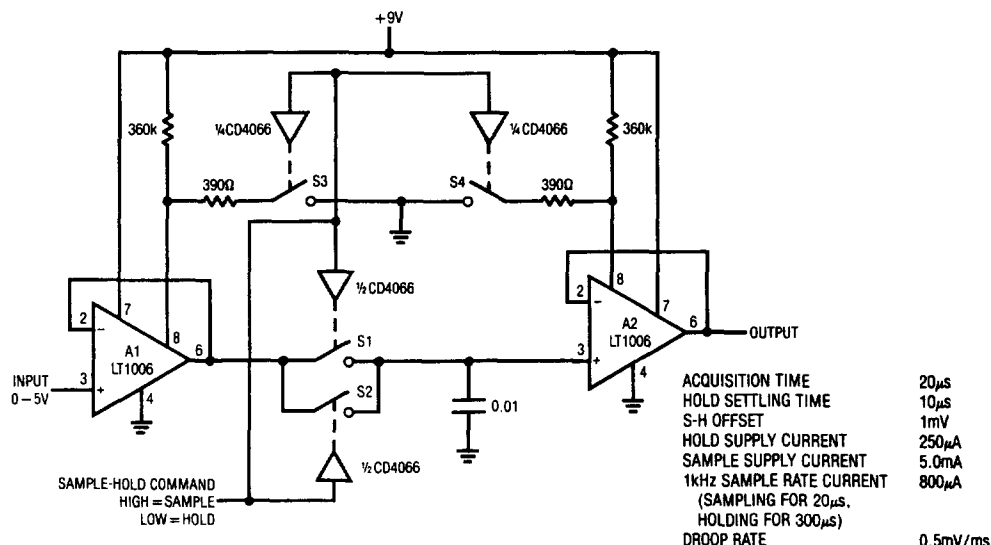 +9V
360k
¼CD4066
¼CD4066
360k
390Ω
S3
S4
390Ω
½CD4066
2
7
8
A1
LT1006
6
3
4
INPUT
0–5V
S1
S2
0.01
½CD4066
2
8
7
A2
LT1006
6
3
4
OUTPUT
SAMPLE-HOLD COMMAND
HIGH = SAMPLE
LOW = HOLD
ACQUISITION TIME 20µs
HOLD SETTLING TIME 10µs
S-H OFFSET 1mV
HOLD SUPPLY CURRENT 250µA
SAMPLE SUPPLY CURRENT 5.0mA
1kHz SAMPLE RATE CURRENT 800µA
(SAMPLING FOR 20µs,
HOLDING FOR 300µs)
DROOP RATE 0.5mV/ms